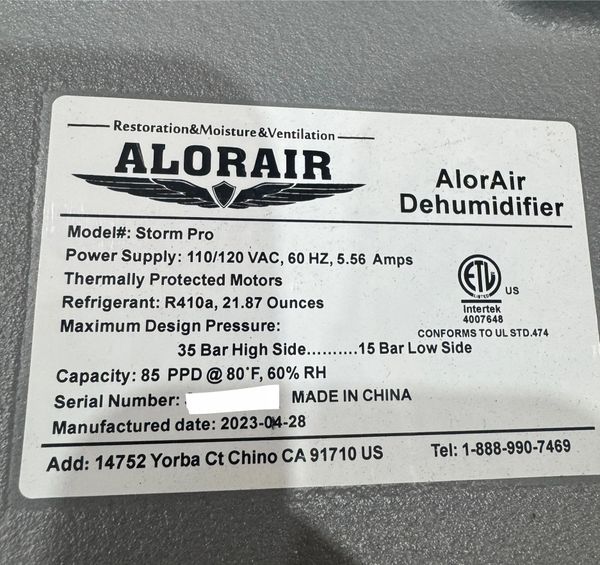 Restoration&Moisture&Ventilation
ALORAIR
AlorAir
Dehumidifier
Model#: Storm Pro
Power Supply: 110/120 VAC, 60 HZ, 5.56 Amps
Thermally Protected Motors
Refrigerant: R410a, 21.87 Ounces
Maximum Design Pressure:
35 Bar High Side..........15 Bar Low Side
ETL
LISTED
US
Intertek
4007648
CONFORMS TO UL STD.474
Capacity: 85 PPD @ 80°F, 60% RH
Serial Number: MADE IN CHINA
Manufactured date: 2023-04-28
Add: 14752 Yorba Ct Chino CA 91710 US Tel: 1-888-990-7469